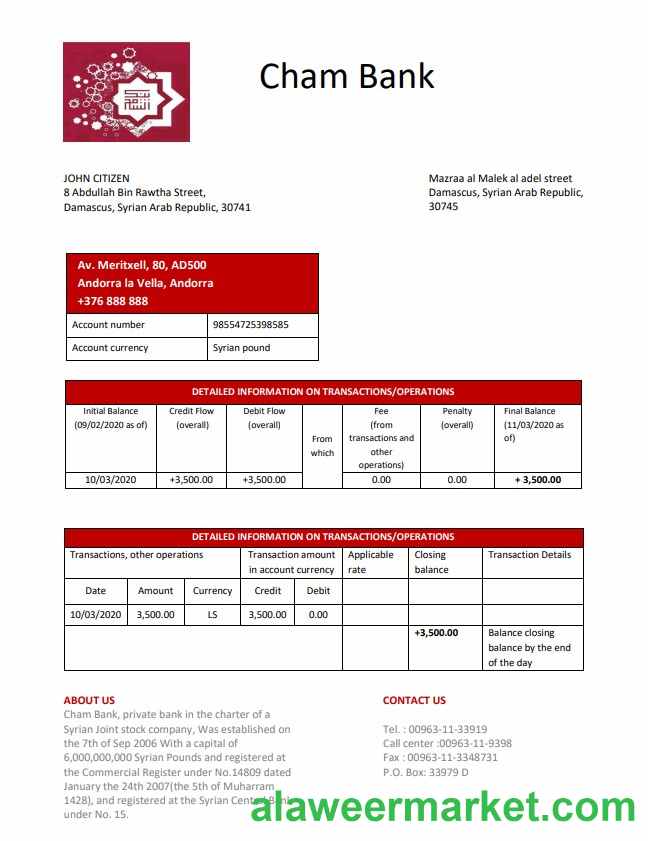 Cham Bank
JOHN CITIZEN
8 Abdullah Bin Rawtha Street,
Damascus, Syrian Arab Republic, 30741
Mazraa al Malek al adel street
Damascus, Syrian Arab Republic,
30745
Av. Meritxell, 80, AD500
Andorra la Vella, Andorra
+376 888 888
Account number 98554725398585
Account currency Syrian pound
DETAILED INFORMATION ON TRANSACTIONS/OPERATIONS
Initial Balance
(09/02/2020 as of)
Credit Flow
(overall)
Debit Flow
(overall)
From
which
Fee
(from
transactions and
other
operations)
Penalty
(overall)
Final Balance
(11/03/2020 as
of)
10/03/2020 +3,500.00 +3,500.00 0.00 0.00 + 3,500.00
DETAILED INFORMATION ON TRANSACTIONS/OPERATIONS
Transactions, other operations
Transaction amount
in account currency
Applicable
rate
Closing
balance
Transaction Details
Date Amount Currency Credit Debit
10/03/2020 3,500.00 LS 3,500.00 0.00
+3,500.00
Balance closing
balance by the end
of the day
ABOUT US
Cham Bank, private bank in the charter of a
Syrian Joint stock company, Was established on
the 7th of Sep 2006 With a capital of
6,000,000,000 Syrian Pounds and registered at
the Commercial Register under No.14809 dated
January the 24th 2007(the 5th of Muharram
1428), and registered at the Syrian Central Bank
under No. 15.
CONTACT US
Tel. : 00963-11-33919
Call center :00963-11-9398
Fax : 00963-11-3348731
P.O. Box: 33979 D
alaweermarket.com